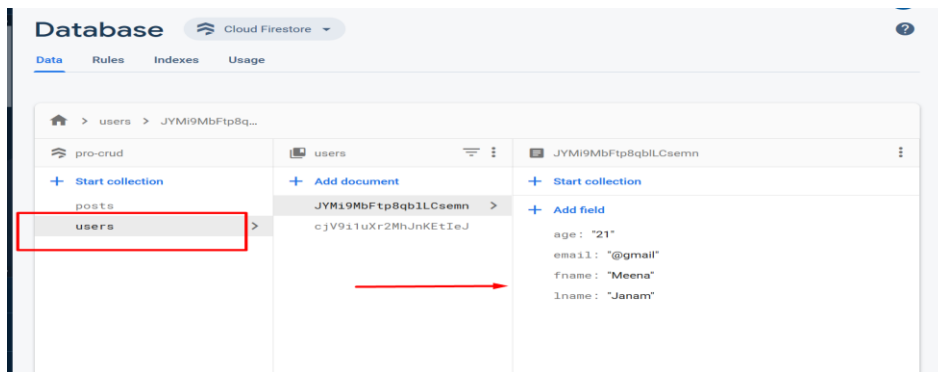 Database Cloud Firestore
Data Rules Indexes Usage
> users > JYMi9MbFtp8q...
pro-crud
+ Start collection
posts
users >
users
+ Add document
JYMi9MbFtp8qblLCsemn >
cjV9i1uXr2MhJnKEtIeJ
JYMi9MbFtp8qblLCsemn
+ Start collection
+ Add field
age: "21"
email: "@gmail"
fname: "Meena"
lname: "Janam"